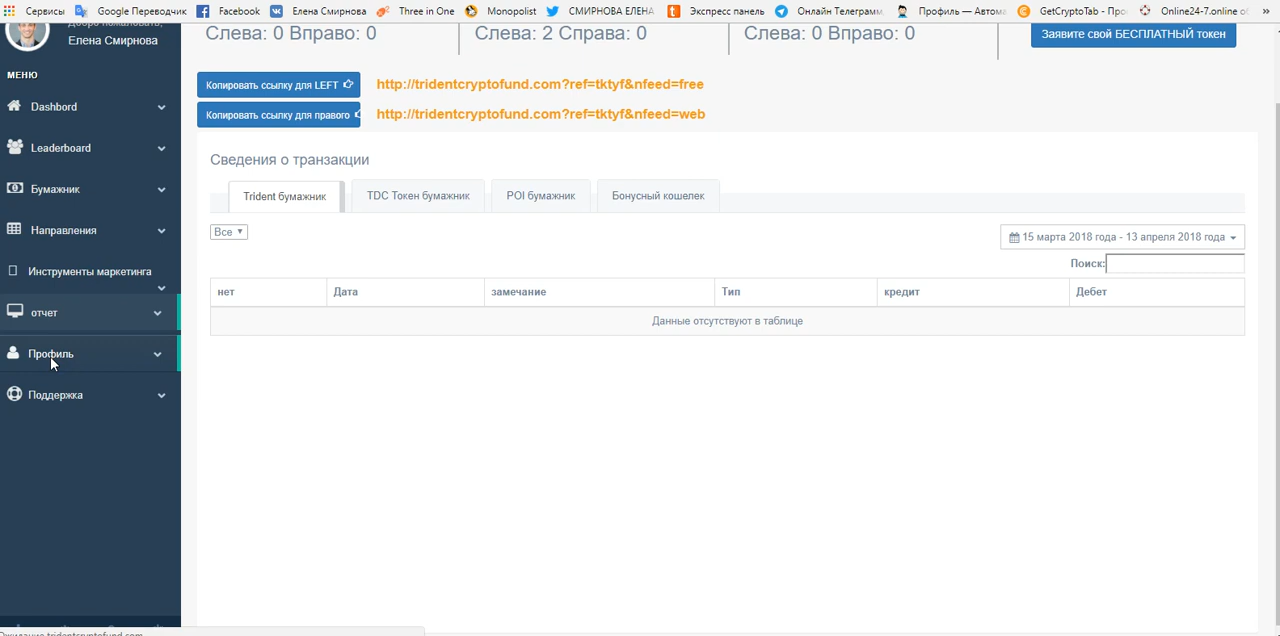 Сервисы Google Переводчик Facebook Елена Смирнова Three in One Monopolist СМИРНОВА ЕЛЕНА Экспресс панель Онлайн Телеграмм Профиль — Автома GetCryptoTab - Про Online24-7.online о »
Елена Смирнова
Слева: 0 Вправо: 0
Слева: 2 Справа: 0
Слева: 0 Вправо: 0
Заявите свой БЕСПЛАТНЫЙ токен
МЕНЮ
Dashbord
Leaderboard
Бумажник
Направления
Инструменты маркетинга
отчет
Профиль
Поддержка
Копировать ссылку для LEFT http://tridentcryptofund.com?ref=tktyf&nfeed=free
Копировать ссылку для правого http://tridentcryptofund.com?ref=tktyf&nfeed=web
Сведения о транзакции
Trident бумажник TDC Токен бумажник POI бумажник Бонусный кошелек
Все
15 марта 2018 года - 13 апреля 2018 года
Поиск:
нет Дата замечание Тип кредит Дебет
Данные отсутствуют в таблице